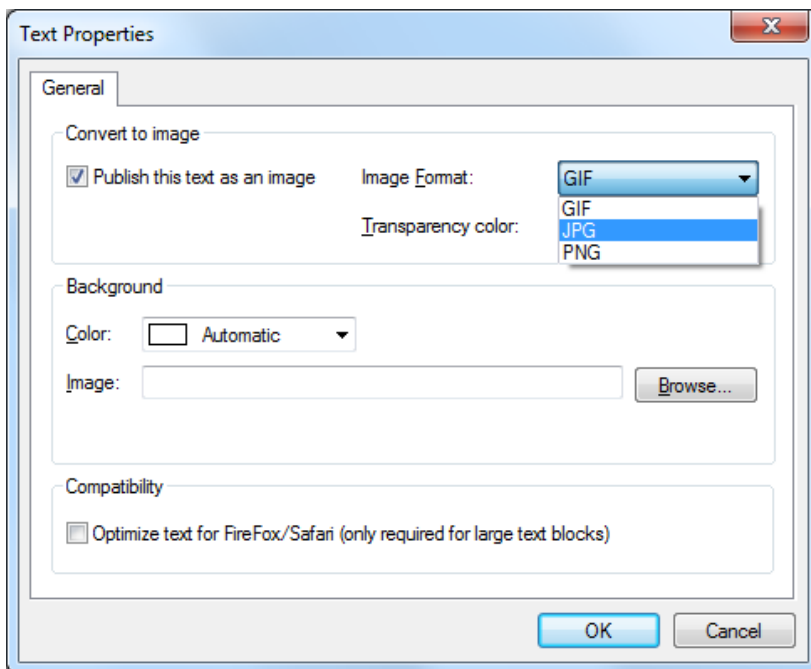 Text Properties
General
Convert to image
Publish this text as an image
Image Format:
GIF
GIF
JPG
PNG
Transparency color:
Background
Color:
Automatic
Image:
Browse...
Compatibility
Optimize text for FireFox/Safari (only required for large text blocks)
OK
Cancel